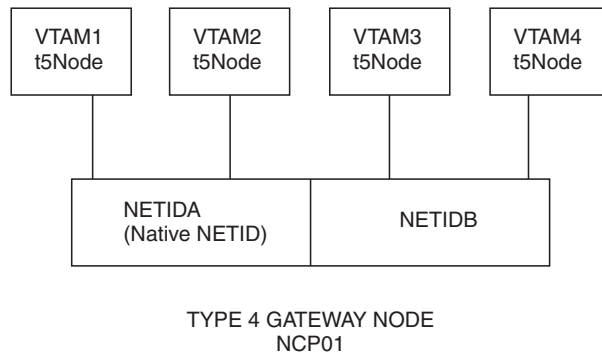 VTAM1
t5Node
VTAM2
t5Node
VTAM3
t5Node
VTAM4
t5Node
NETIDA
(Native NETID)
NETIDB
TYPE 4 GATEWAY NODE
NCP01